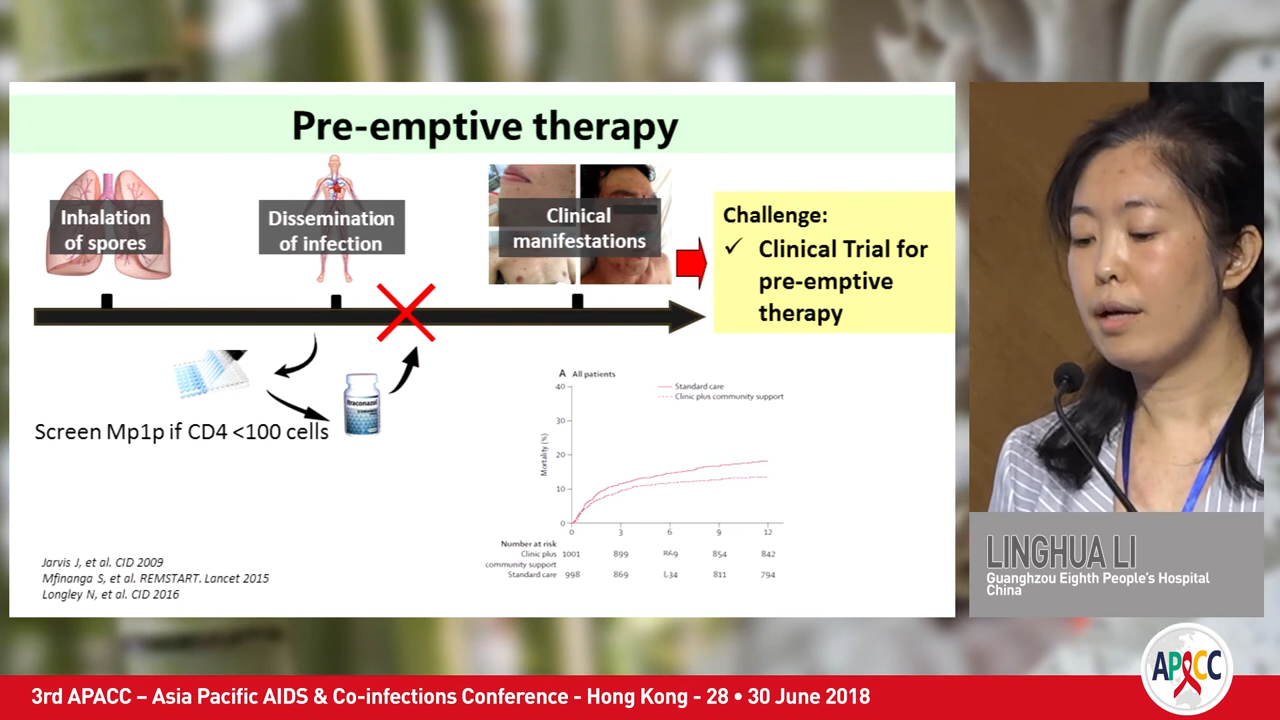 Pre-emptive therapy
Inhalation
of spores
Dissemination
of infection
Clinical
manifestations
Challenge:
✓ Clinical Trial for
pre-emptive
therapy
Screen Mp1p if CD4 <100 cells
A All patients
Standard care
Clinic plus community support
Mortality (%)
40
30
20
10
0
0 3 6 9 12
Number at risk
Clinic plus 1001 899 869 854 842
community support
Standard care 998 869 834 811 794
Jarvis J, et al. CID 2009
Mfinanga S, et al. REMSTART. Lancet 2015
Longley N, et al. CID 2016
LINGHUA LI
Guanghzou Eighth People's Hospital
China
APACC
3rd APACC – Asia Pacific AIDS & Co-infections Conference - Hong Kong - 28 • 30 June 2018